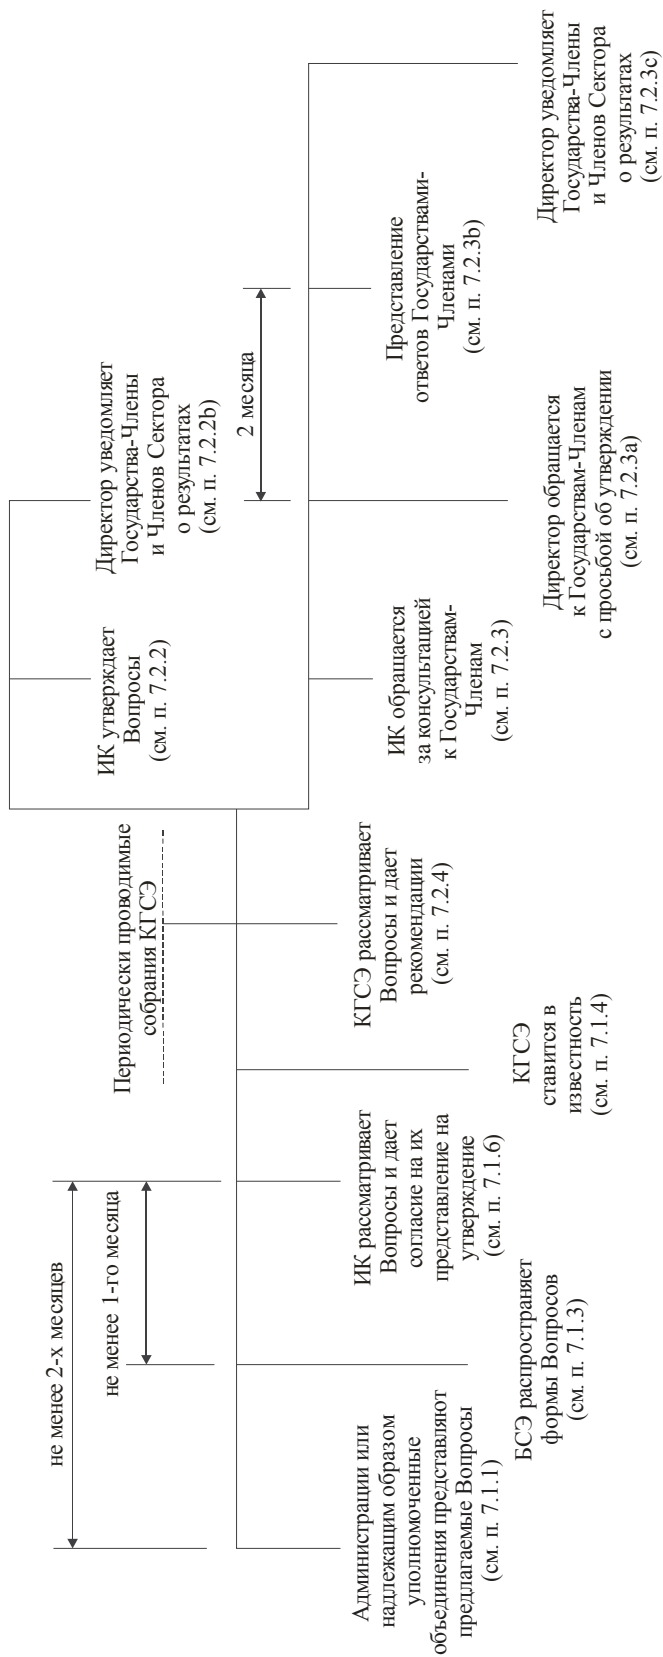 не менее 2-х месяцев
не менее 1-го месяца
Периодически проводимые
собрания КГСЭ
ИК утверждает
Вопросы
(см. п. 7.2.2)
Директор уведомляет
Государства-Члены
и Членов Сектора
о результатах
(см. п. 7.2.2b)
2 месяца
Администрации или
надлежащим образом
уполномоченные
объединения представляют
предлагаемые Вопросы
(см. п. 7.1.1)
БСЭ распространяет
формы Вопросов
(см. п. 7.1.3)
ИК рассматривает
Вопросы и дает
согласие на их
представление на
утверждение
(см. п. 7.1.6)
КГСЭ
ставится в
известность
(см. п. 7.1.4)
КГСЭ рассматривает
Вопросы и дает
рекомендации
(см. п. 7.2.4)
ИК обращается
за консультацией
к Государствам-
Членам
(см. п. 7.2.3)
Директор обращается
к Государствам-Членам
с просьбой об утверждении
(см. п. 7.2.3a)
Представление
ответов Государствами-
Членами
(см. п. 7.2.3b)
Директор уведомляет
Государства-Члены
и Членов Сектора
о результатах
(см. п. 7.2.3c)